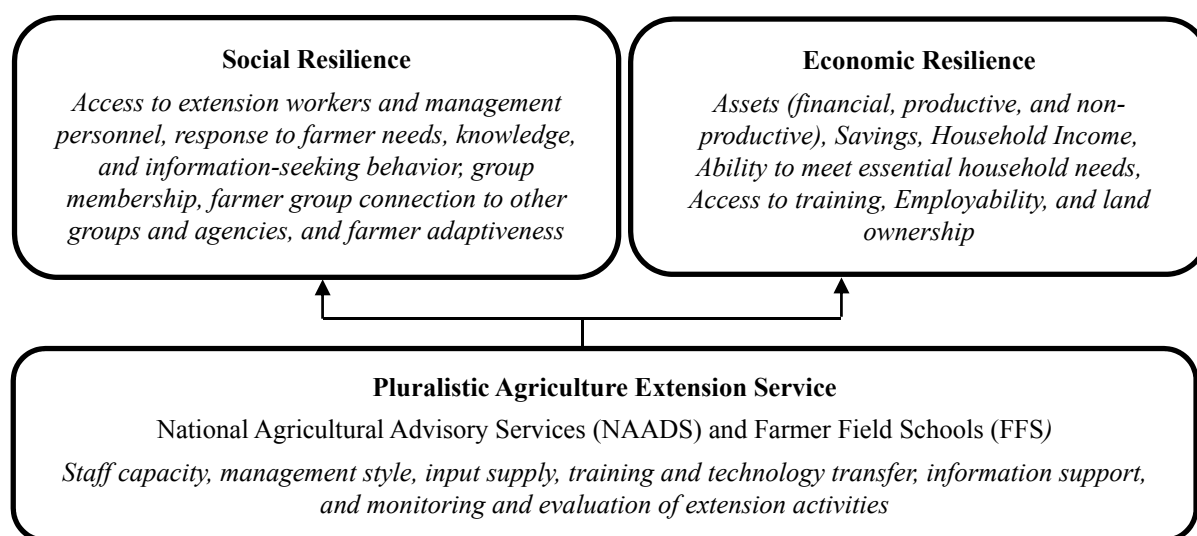 Social Resilience
Access to extension workers and management
personnel, response to farmer needs, knowledge,
and information-seeking behavior, group
membership, farmer group connection to other
groups and agencies, and farmer adaptiveness
Economic Resilience
Assets (financial, productive, and non-
productive), Savings, Household Income,
Ability to meet essential household needs,
Access to training, Employability, and land
ownership
Pluralistic Agriculture Extension Service
National Agricultural Advisory Services (NAADS) and Farmer Field Schools (FFS)
Staff capacity, management style, input supply, training and technology transfer, information support,
and monitoring and evaluation of extension activities